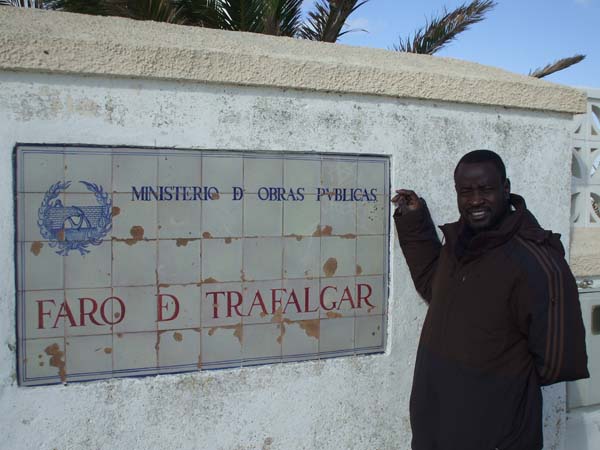 MINISTERIO Đ OBRAS PVBLICAS
FARO Đ TRAFALGAR